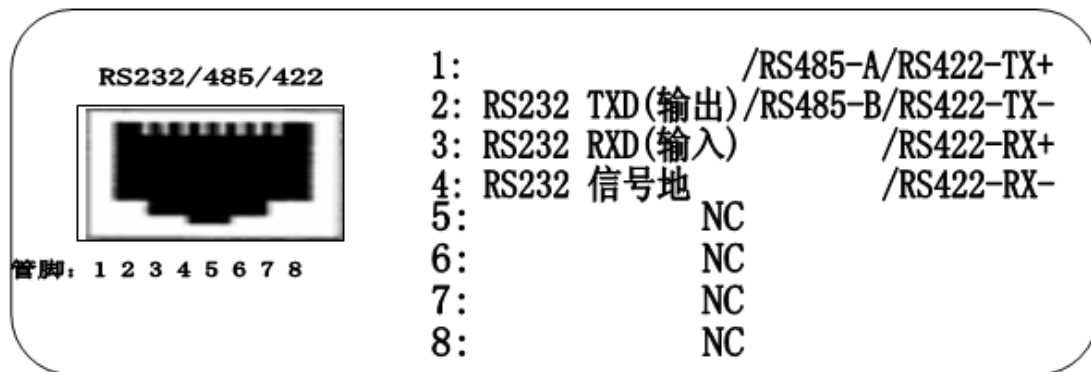 RS232/485/422
管脚：1 2 3 4 5 6 7 8
1: /RS485-A/RS422-TX+
2: RS232 TXD(输出)/RS485-B/RS422-TX-
3: RS232 RXD(输入) /RS422-RX+
4: RS232 信号地 /RS422-RX-
5: NC
6: NC
7: NC
8: NC